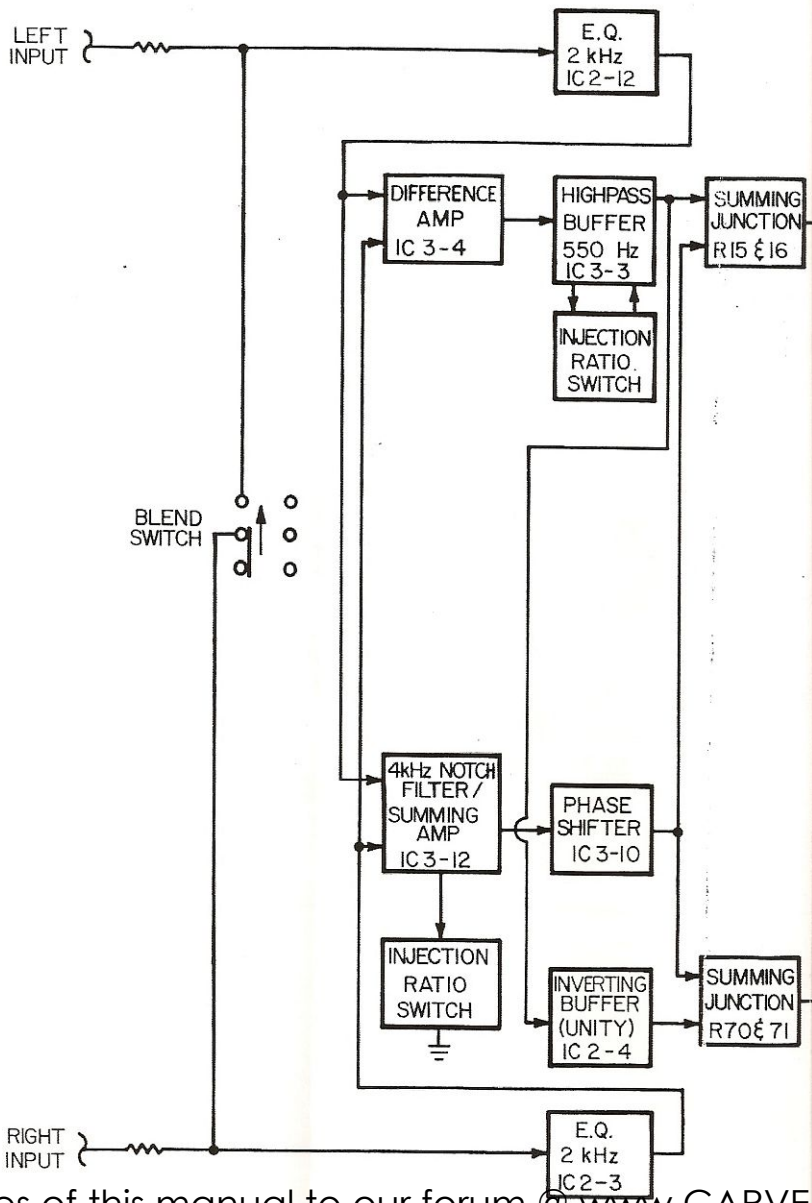 LEFT
INPUT
E.Q.
2 kHz
IC 2-12
DIFFERENCE
AMP
IC 3-4
HIGHPASS
BUFFER
550 Hz
IC 3-3
SUMMING
JUNCTION
R15 & 16
INJECTION
RATIO
SWITCH
BLEND
SWITCH
4kHz NOTCH
FILTER/
SUMMING
AMP
IC 3-12
PHASE
SHIFTER
IC 3-10
INJECTION
RATIO
SWITCH
INVERTING
BUFFER
(UNITY)
IC 2-4
SUMMING
JUNCTION
R70 & 71
RIGHT
INPUT
E.Q.
2 kHz
IC 2-3
of this manual to our forum @